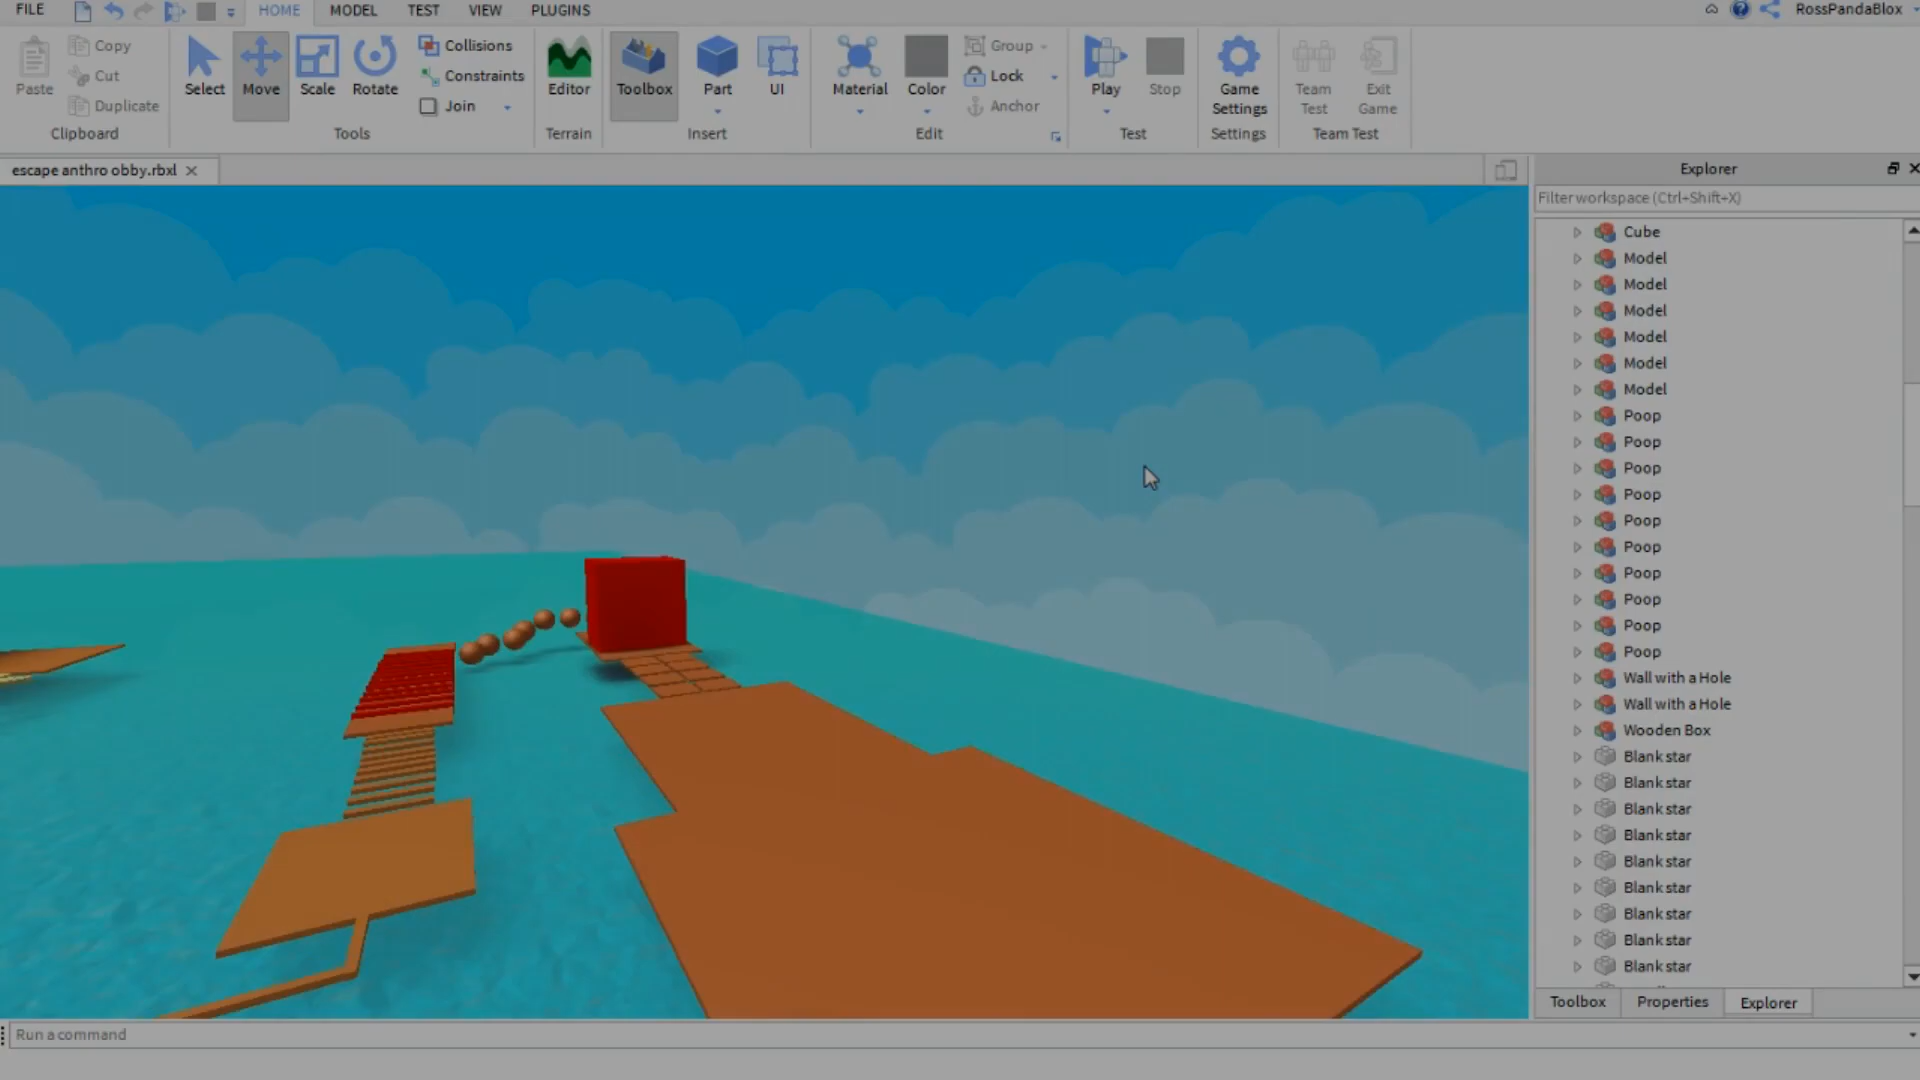 FILE HOME MODEL TEST VIEW PLUGINS RossPandaBlox
Paste Copy Cut Duplicate
Clipboard
Select Move Scale Rotate Collisions Constraints Join
Tools
Editor
Terrain
Toolbox Part UI
Insert
Material Color Group Lock Anchor
Edit
Play Stop
Test
Game Settings
Settings
Team Test Exit Game
Team Test
escape anthro obby.rbxl
Explorer
Filter workspace (Ctrl+Shift+X)
Cube
Model
Model
Model
Model
Model
Model
Poop
Poop
Poop
Poop
Poop
Poop
Poop
Poop
Poop
Poop
Wall with a Hole
Wall with a Hole
Wooden Box
Blank star
Blank star
Blank star
Blank star
Blank star
Blank star
Blank star
Blank star
Blank star
Toolbox Properties Explorer
Run a command